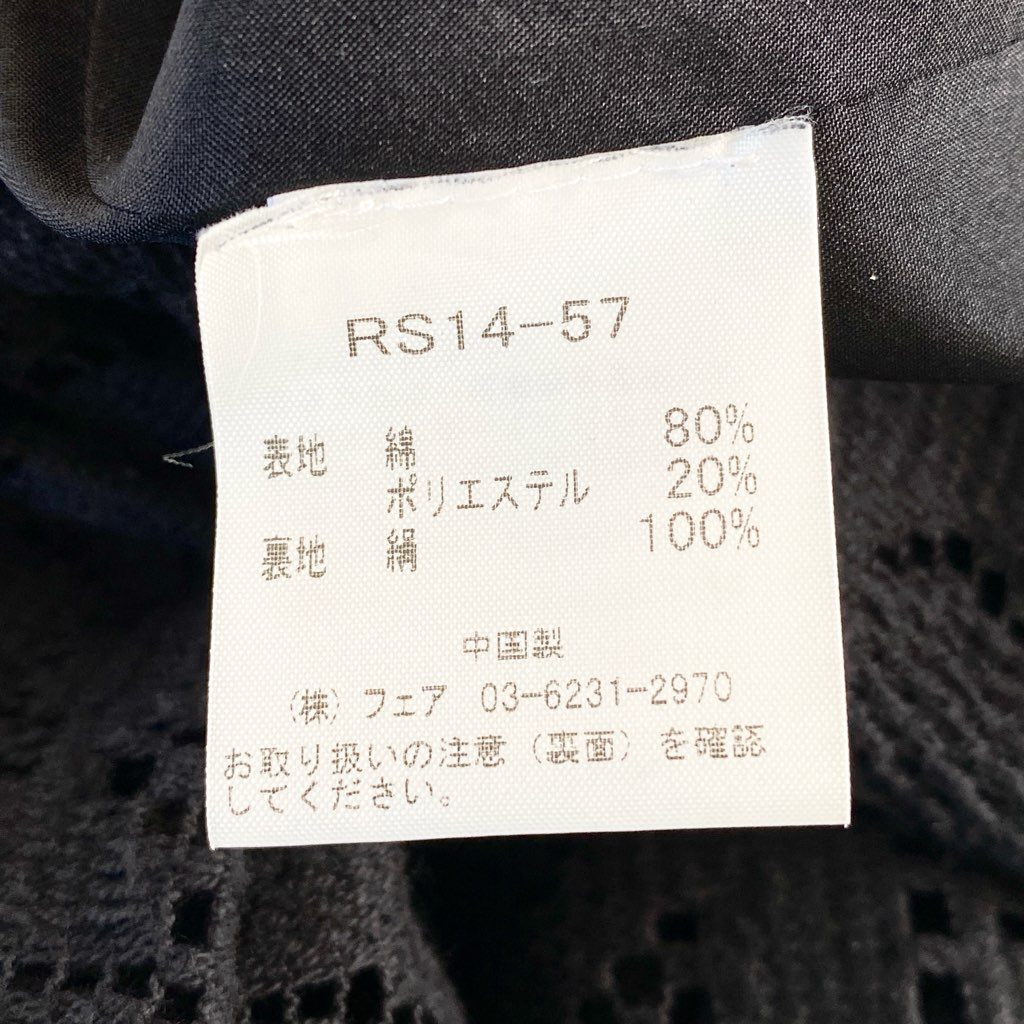 RS14-57
表地 綿 80%
ポリエステル 20%
裏地 絹 100%
中国製
(株) フェア 03-6231-2970
お取り扱いの注意 (裏面) を確認
してください。